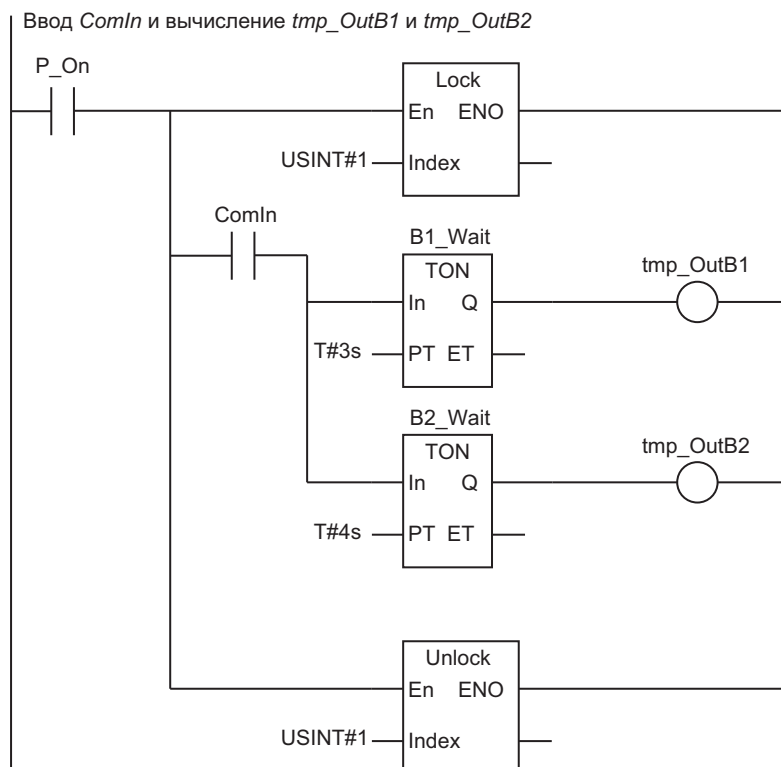 Ввод ComIn и вычисление tmp_OutB1 и tmp_OutB2
P_On
Lock
En ENO
USINT#1 Index
ComIn
B1_Wait
TON
tmp_OutB1
In Q
T#3s PT ET
B2_Wait
TON
tmp_OutB2
In Q
T#4s PT ET
Unlock
En ENO
USINT#1 Index